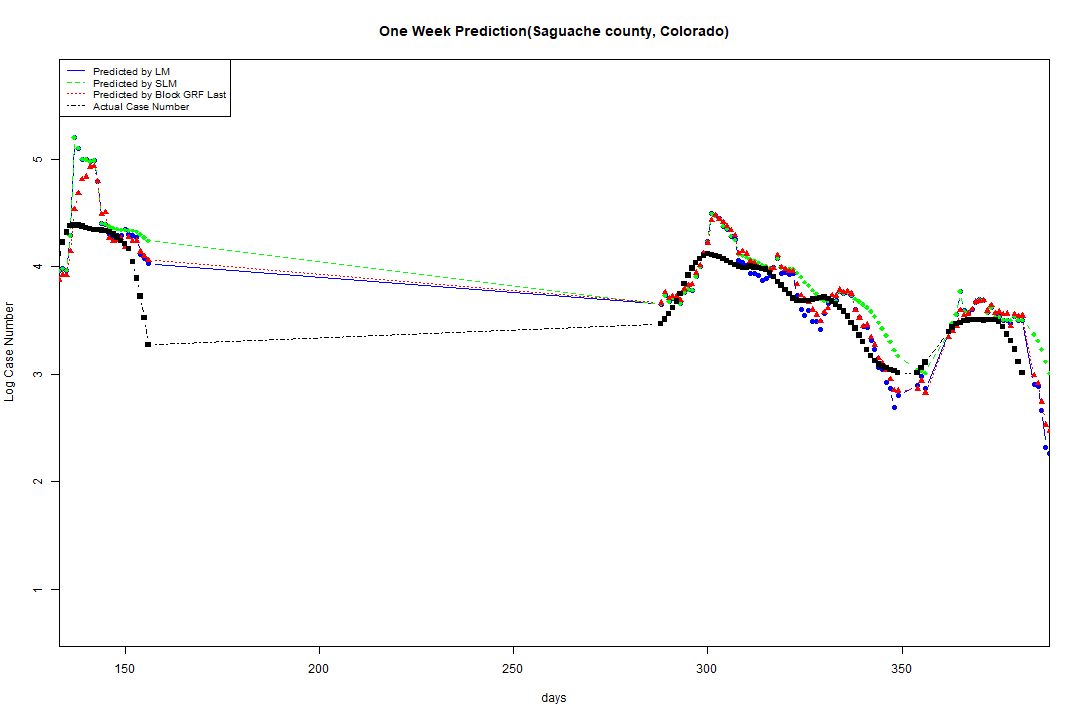 One Week Prediction(Saguache county, Colorado)
Predicted by LM
Predicted by SLM
Predicted by Block GRF Last
Actual Case Number
5
4
3
2
1
Log Case Number
150 200 250 300 350
days